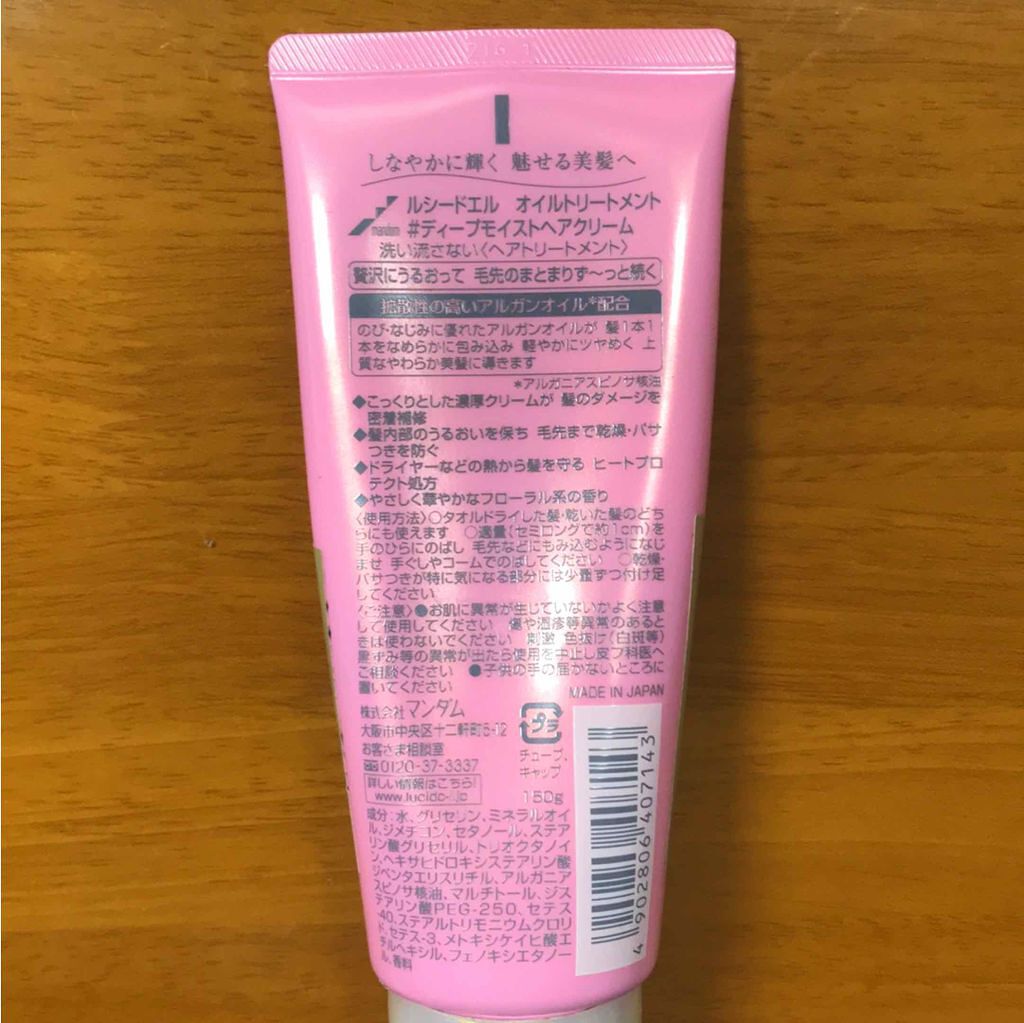 しなやかに輝く 魅せる美髪へ
mandom
ルシードエル オイルトリートメント
#ディープモイストヘアクリーム
洗い流さない〈ヘアトリートメント〉
贅沢にうるおって 毛先のまとまりず〜っと続く
拡散性の高いアルガンオイル*配合
のび・なじみに優れたアルガンオイルが 髪1本1
本をなめらかに包み込み 軽やかにツヤめく 上
質なやわらか美髪に導きます
*アルガニアスピノサ核油
◆こっくりとした濃厚クリームが 髪のダメージを
密着補修
◆髪内部のうるおいを保ち 毛先まで乾燥・パサ
つきを防ぐ
◆ドライヤーなどの熱から髪を守る ヒートプロ
テクト処方
◆やさしく華やかなフローラル系の香り
〈使用方法〉○タオルドライした髪・乾いた髪のどち
らにも使えます ○適量(セミロングで約1cm)を
手のひらにのばし 毛先などにもみ込むようになじ
ませ 手ぐしやコームでのばしてください ○乾燥・
パサつきが特に気になる部分には少量ずつ付け足
してください
〈ご注意〉●お肌に異常が生じていないかよく注意
して使用してください 傷や湿疹等異常のあると
きは使わないでください 刺激 色抜け(白斑等)
黒ずみ等の異常が出たら使用を中止し皮フ科医へ
ご相談ください ●子供の手の届かないところに
置いてください
MADE IN JAPAN
株式会社 マンダム
大阪市中央区十二軒町5-12
お客さま相談室
0120-37-3337
詳しい情報はこちら!
www.lucido-l.jp
プラ
チューブ、
キャップ
150g
成分:水、グリセリン、ミネラルオイ
ル、ジメチコン、セタノール、ステア
リン酸グリセリル、トリオクタノイ
ン、ヘキサヒドロキシステアリン酸
ジペンタエリスリチル、アルガニア
スピノサ核油、マルチトール、ジス
テアリン酸PEG-250、セテス
-40、ステアルトリモニウムクロリ
ド、セテス-3、メトキシケイヒ酸エ
チルヘキシル、フェノキシエタノー
ル、香料
4 902806 407143